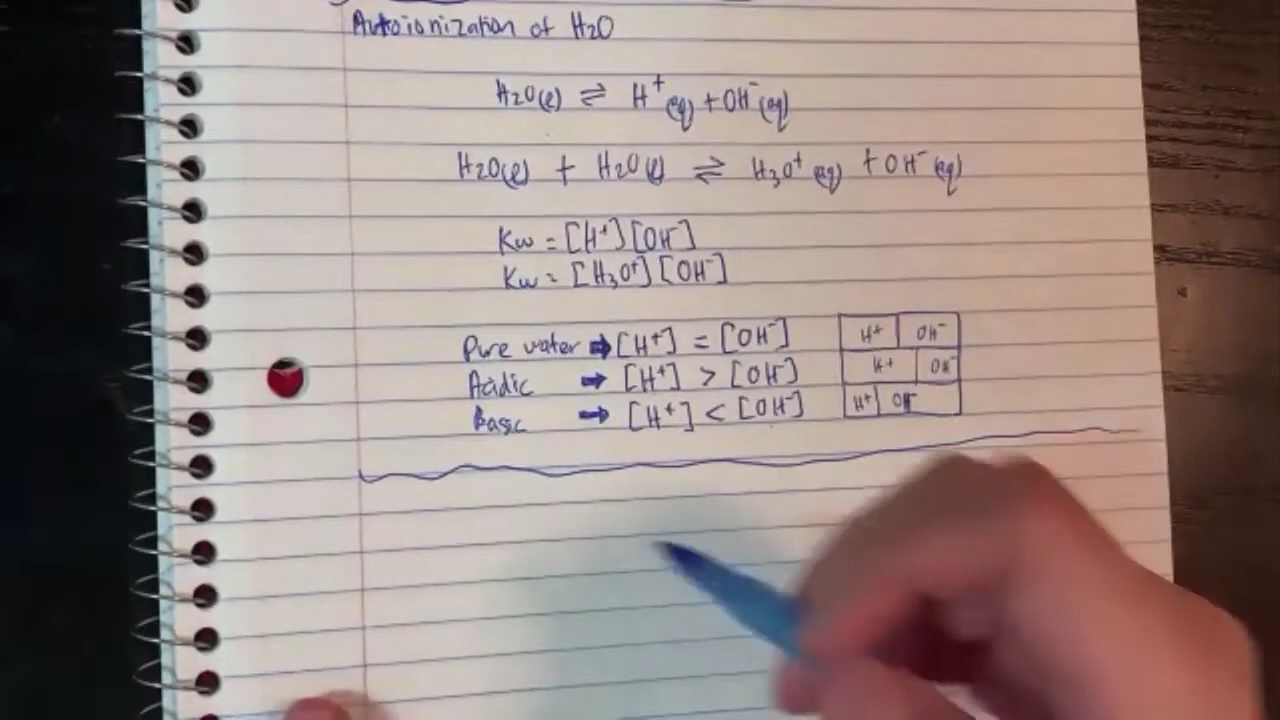 Autoionization of H2O
H2O(l) ⇌ H⁺(aq) + OH⁻(aq)
H2O(l) + H2O(l) ⇌ H₃O⁺(aq) + OH⁻(aq)
Kw = [H⁺][OH⁻]
Kw = [H₃O⁺][OH⁻]
Pure water ➡ [H⁺] = [OH⁻] H⁺ OH⁻
Acidic ➡ [H⁺] > [OH⁻] H⁺ OH⁻
Basic ➡ [H⁺] < [OH⁻] H⁺ OH⁻